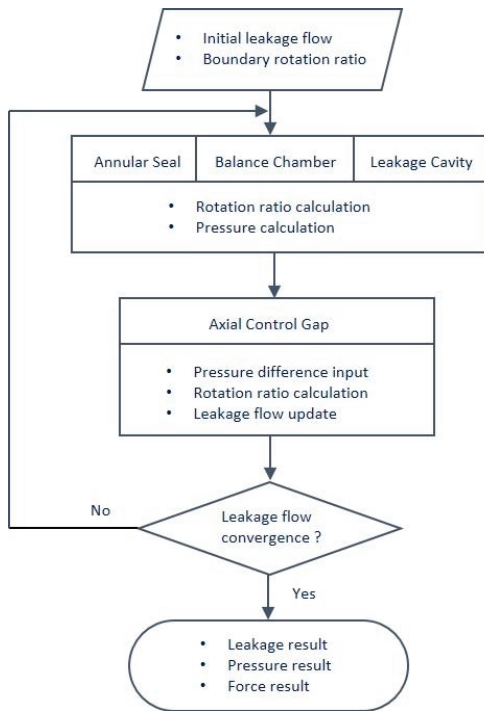 • Initial leakage flow
• Boundary rotation ratio
Annular Seal Balance Chamber Leakage Cavity
• Rotation ratio calculation
• Pressure calculation
Axial Control Gap
• Pressure difference input
• Rotation ratio calculation
• Leakage flow update
No
Leakage flow
convergence ?
Yes
• Leakage result
• Pressure result
• Force result